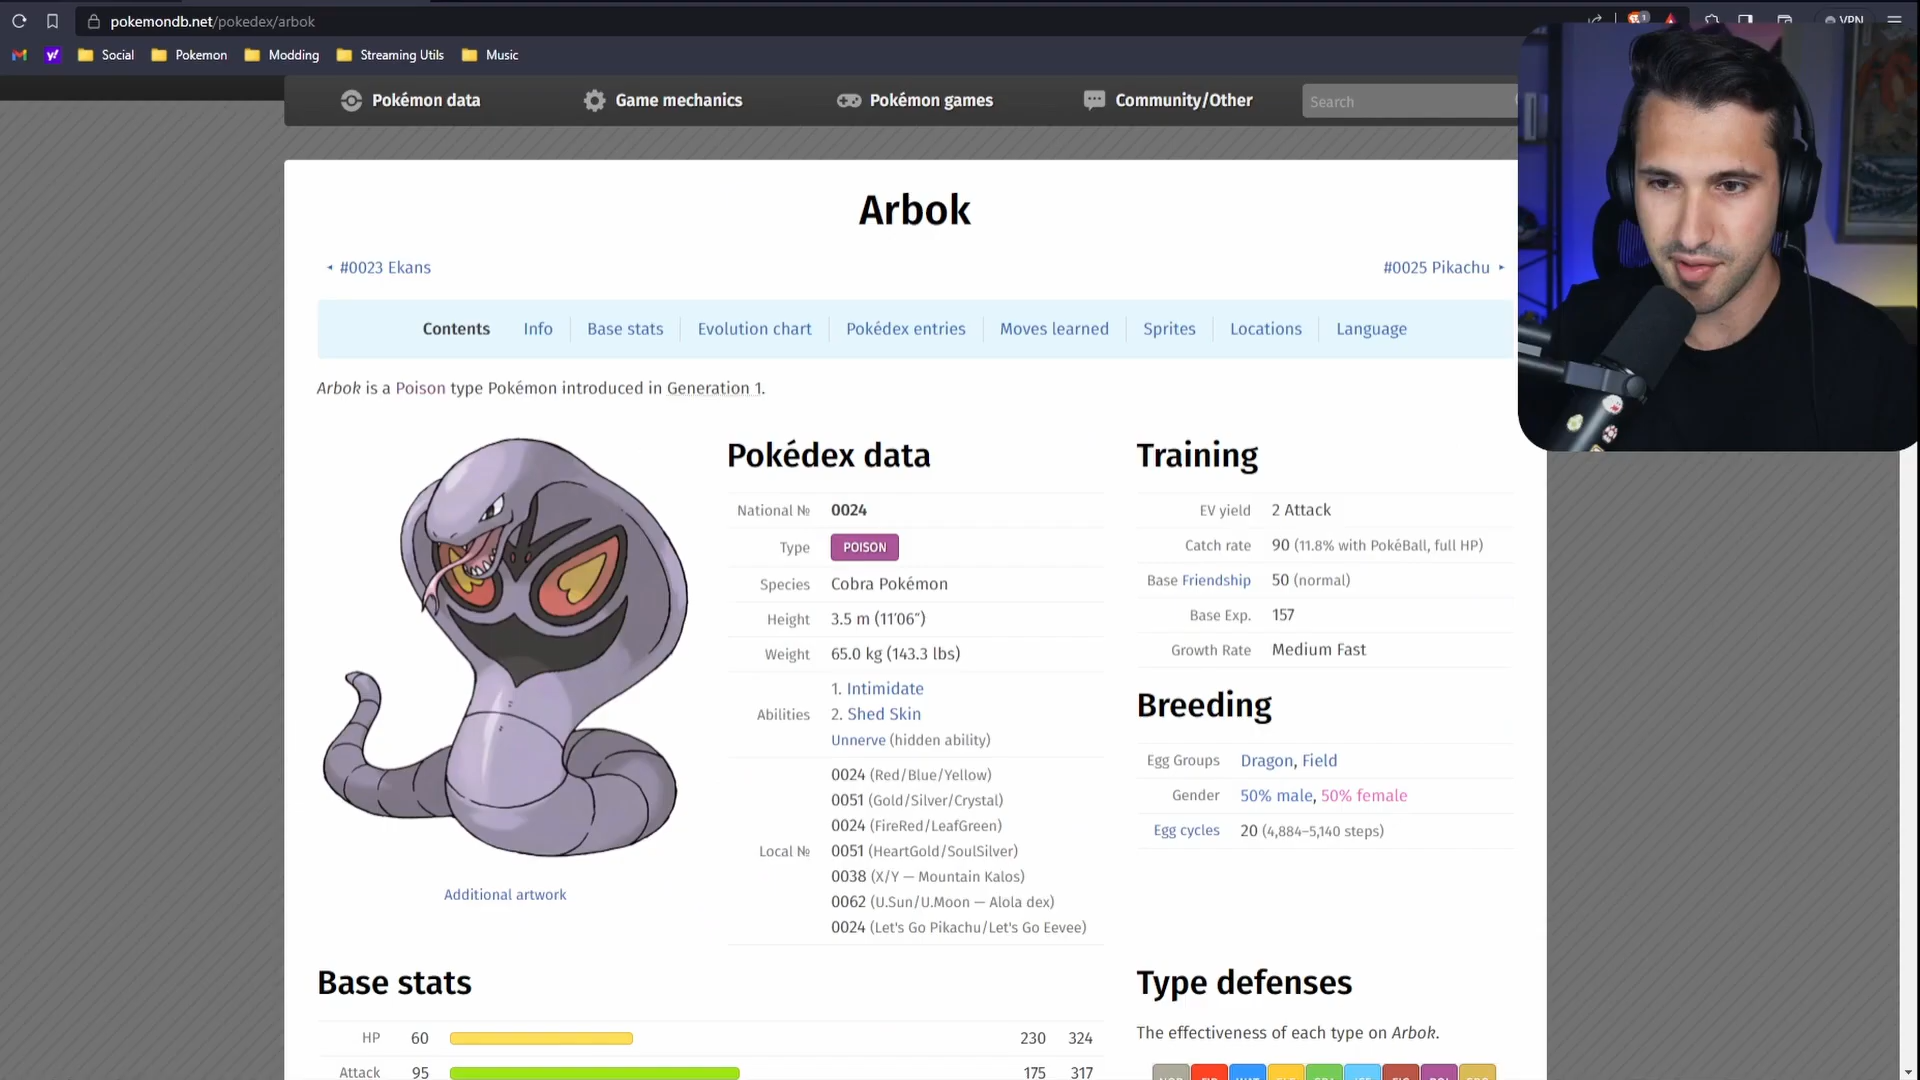 pokemondb.net/pokedex/arbok
VPN
Social Pokemon Modding Streaming Utils Music
Pokémon data Game mechanics Pokémon games Community/Other Search
Arbok
#0023 Ekans
#0025 Pikachu
Contents Info Base stats Evolution chart Pokédex entries Moves learned Sprites Locations Language
Arbok is a Poison type Pokémon introduced in Generation 1.
Additional artwork
Pokédex data
National № 0024
Type POISON
Species Cobra Pokémon
Height 3.5 m (11′06″)
Weight 65.0 kg (143.3 lbs)
Abilities
1. Intimidate
2. Shed Skin
Unnerve (hidden ability)
Local №
0024 (Red/Blue/Yellow)
0051 (Gold/Silver/Crystal)
0024 (FireRed/LeafGreen)
0051 (HeartGold/SoulSilver)
0038 (X/Y — Mountain Kalos)
0062 (U.Sun/U.Moon — Alola dex)
0024 (Let's Go Pikachu/Let's Go Eevee)
Training
EV yield 2 Attack
Catch rate 90 (11.8% with PokéBall, full HP)
Base Friendship 50 (normal)
Base Exp. 157
Growth Rate Medium Fast
Breeding
Egg Groups Dragon, Field
Gender 50% male, 50% female
Egg cycles 20 (4,884–5,140 steps)
Base stats
HP 60 230 324
Attack 95 175 317
Type defenses
The effectiveness of each type on Arbok.